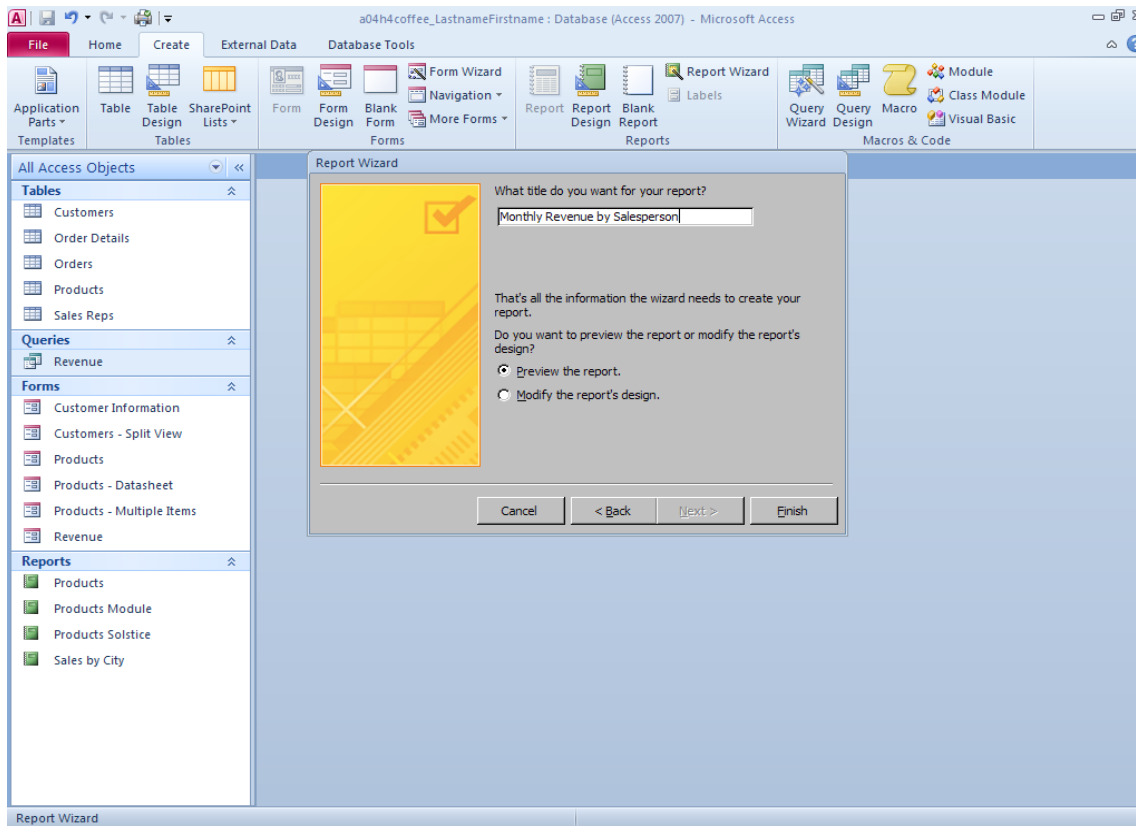 a04h4coffee_LastnameFirstname : Database (Access 2007) - Microsoft Access
File Home Create External Data Database Tools
Application Parts
Table
Table Design
SharePoint Lists
Form
Form Design
Blank Form
Form Wizard
Navigation
More Forms
Report
Report Design
Blank Report
Report Wizard
Labels
Query Wizard
Query Design
Macro
Module
Class Module
Visual Basic
Templates Tables Forms Reports Macros & Code
All Access Objects
Tables
Customers
Order Details
Orders
Products
Sales Reps
Queries
Revenue
Forms
Customer Information
Customers - Split View
Products
Products - Datasheet
Products - Multiple Items
Revenue
Reports
Products
Products Module
Products Solstice
Sales by City
Report Wizard
What title do you want for your report?
Monthly Revenue by Salesperson
That's all the information the wizard needs to create your
report.
Do you want to preview the report or modify the report's
design?
Preview the report.
Modify the report's design.
Cancel < Back Next > Finish
Report Wizard